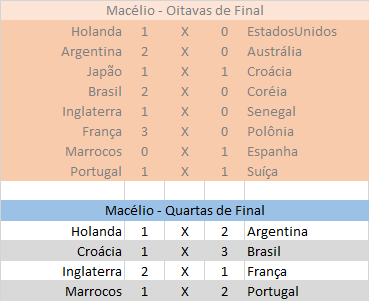 Macélio - Oitavas de Final
Holanda 1 X 0 EstadosUnidos
Argentina 2 X 0 Austrália
Japão 1 X 1 Croácia
Brasil 2 X 0 Coréia
Inglaterra 1 X 0 Senegal
França 3 X 0 Polônia
Marrocos 0 X 1 Espanha
Portugal 1 X 1 Suíça
Macélio - Quartas de Final
Holanda 1 X 2 Argentina
Croácia 1 X 3 Brasil
Inglaterra 2 X 1 França
Marrocos 1 X 2 Portugal